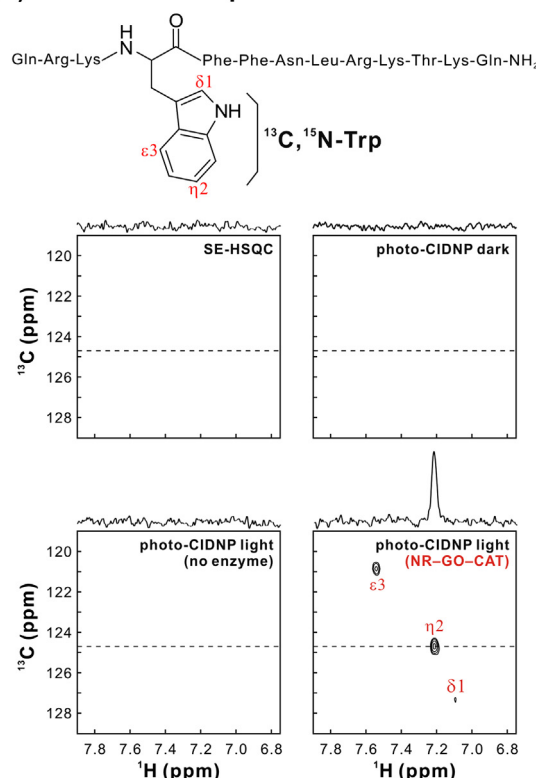 H
N
O
Gln-Arg-Lys
Phe-Phe-Asn-Leu-Arg-Lys-Thr-Lys-Gln-NH2
δ1
NH
ε3
η2
13C,15N-Trp
SE-HSQC
photo-CIDNP dark
120
122
124
126
128
13C (ppm)
photo-CIDNP light
(no enzyme)
photo-CIDNP light
(NR–GO–CAT)
ε3
η2
δ1
120
122
124
126
128
13C (ppm)
7.8 7.6 7.4 7.2 7.0 6.8
7.8 7.6 7.4 7.2 7.0 6.8
1H (ppm)
1H (ppm)